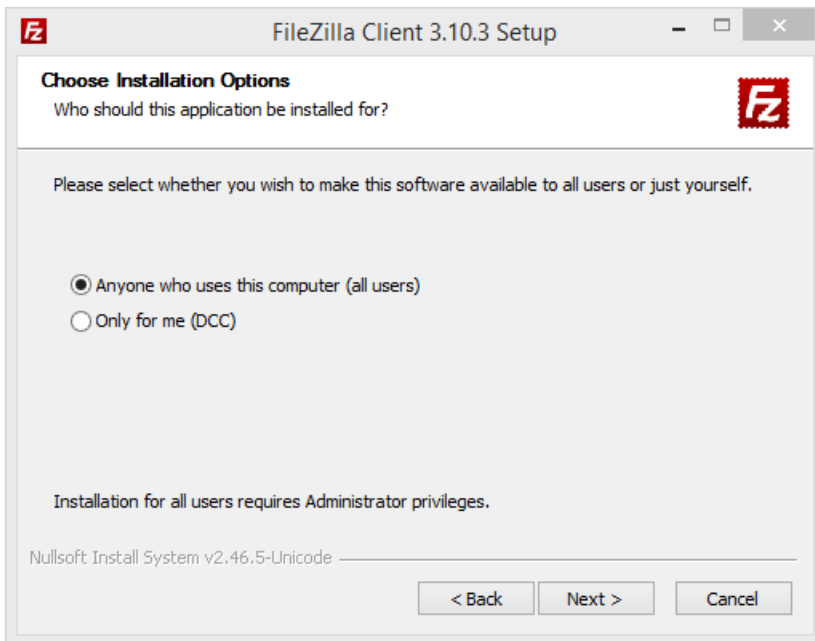 FileZilla Client 3.10.3 Setup
Choose Installation Options
Who should this application be installed for?
Please select whether you wish to make this software available to all users or just yourself.
Anyone who uses this computer (all users)
Only for me (DCC)
Installation for all users requires Administrator privileges.
Nullsoft Install System v2.46.5-Unicode
< Back Next > Cancel